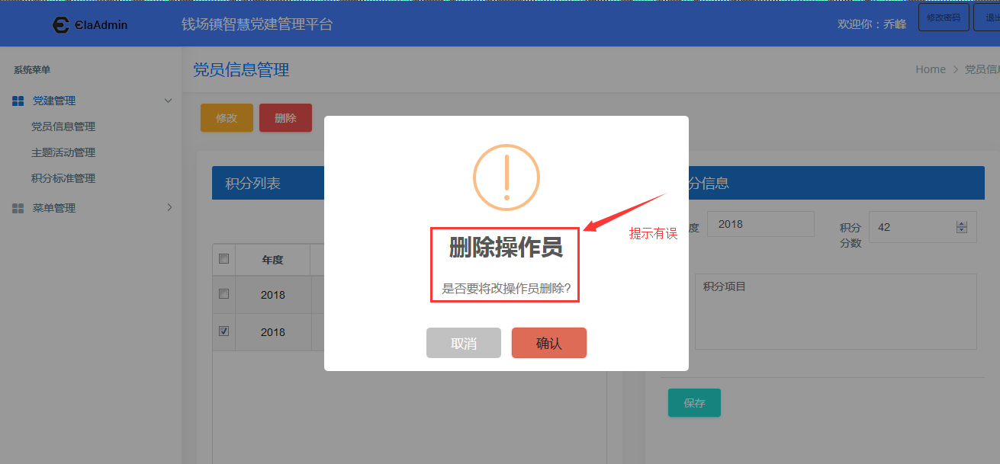 ElaAdmin
钱场镇智慧党建管理平台
欢迎你：乔峰
修改密码
退出
系统菜单
党员信息管理
Home > 党员信息
党建管理
党员信息管理
主题活动管理
积分标准管理
菜单管理
修改
删除
积分列表
分信息
年度
2018
2018
度
2018
积分
分数
42
积分项目
保存
删除操作员
是否要将改操作员删除?
取消
确认
提示有误